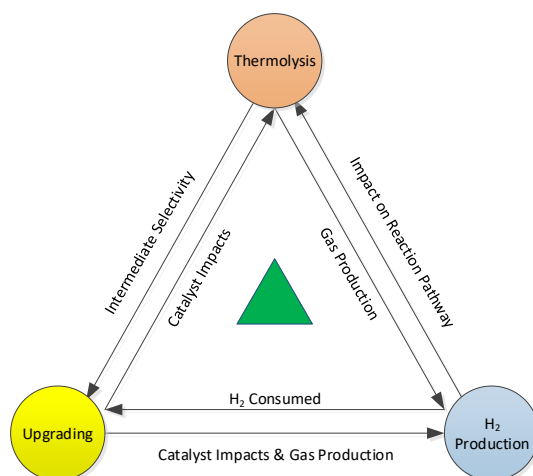 Thermolysis
Intermediate Selectivity
Catalyst Impacts
Gas Production
Impact on Reaction Pathway
H₂ Consumed
Upgrading
H₂
Production
Catalyst Impacts & Gas Production